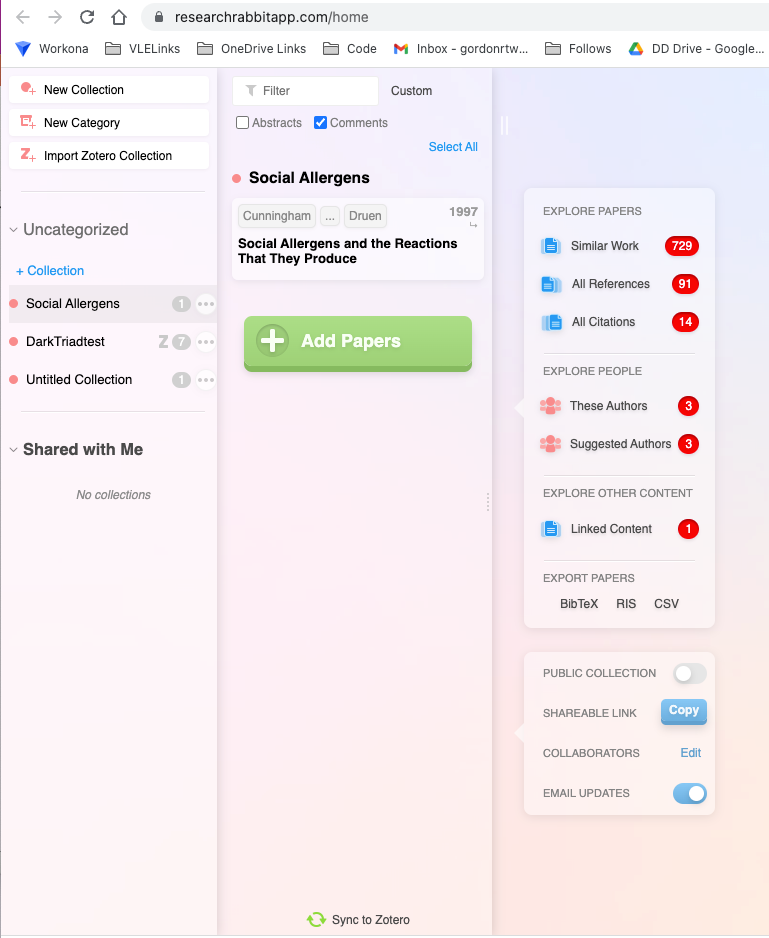 researchrabbitapp.com/home
Workona VLELinks OneDrive Links Code Inbox - gordonrtw... Follows DD Drive - Google...
New Collection
New Category
Import Zotero Collection
Uncategorized
+ Collection
Social Allergens 1
DarkTriadtest Z 7
Untitled Collection 1
Shared with Me
No collections
Filter Custom
Abstracts Comments
Select All
Social Allergens
Cunningham ... Druen 1997
Social Allergens and the Reactions
That They Produce
Add Papers
Sync to Zotero
EXPLORE PAPERS
Similar Work 729
All References 91
All Citations 14
EXPLORE PEOPLE
These Authors 3
Suggested Authors 3
EXPLORE OTHER CONTENT
Linked Content 1
EXPORT PAPERS
BibTeX RIS CSV
PUBLIC COLLECTION
SHAREABLE LINK Copy
COLLABORATORS Edit
EMAIL UPDATES